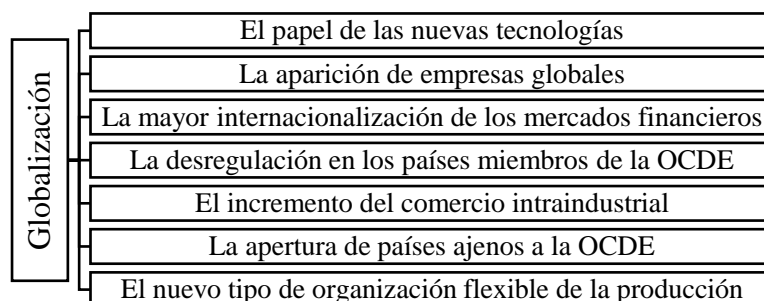 Globalización
El papel de las nuevas tecnologías
La aparición de empresas globales
La mayor internacionalización de los mercados financieros
La desregulación en los países miembros de la OCDE
El incremento del comercio intraindustrial
La apertura de países ajenos a la OCDE
El nuevo tipo de organización flexible de la producción